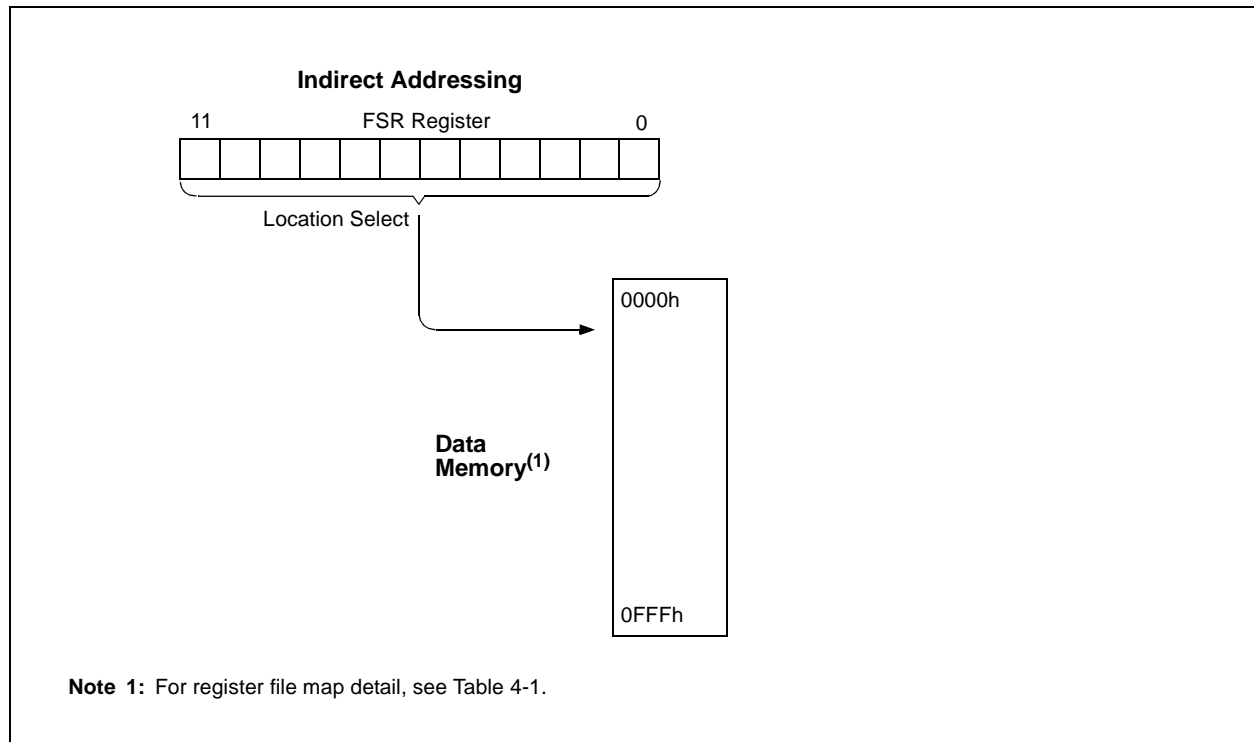 Indirect Addressing
11 FSR Register 0
Location Select
0000h
Data
Memory(1)
0FFFh
Note 1: For register file map detail, see Table 4-1.